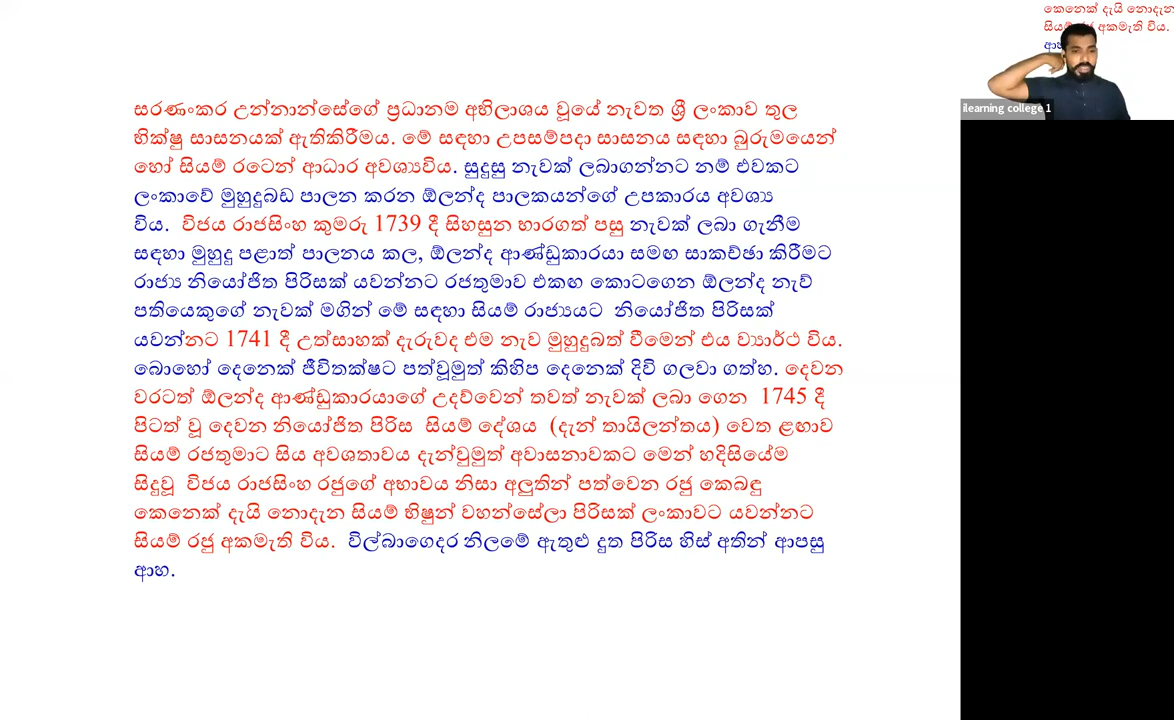 සරණංකර උන්නාන්සේගේ ප්‍රධානම අභිලාශය වූයේ නැවත ශ්‍රී ලංකාව තුල
භික්ෂු සාසනයක් ඇතිකිරීමය. මේ සඳහා උපසම්පදා සාසනය සඳහා බුරුමයෙන්
හෝ සියම් රටෙන් ආධාර අවශ්‍යවිය. සුදුසු නැවක් ලබාගන්නට නම් එවකට
ලංකාවේ මුහුදුබඩ පාලන කරන ඕලන්ද පාලකයන්ගේ උපකාරය අවශ්‍ය
විය. විජය රාජසිංහ කුමරු 1739 දී සිහසුන භාරගත් පසු නැවක් ලබා ගැනීම
සඳහා මුහුදු පළාත් පාලනය කල, ඕලන්ද ආණ්ඩුකාරයා සමඟ සාකච්ඡා කිරීමට
රාජ්‍ය නියෝජිත පිරිසක් යවන්නට රජතුමාව එකඟ කොටගෙන ඕලන්ද නැව්
පතියෙකුගේ නැවක් මගින් මේ සඳහා සියම් රාජ්‍යයට නියෝජිත පිරිසක්
යවන්නට 1741 දී උත්සාහක් දැරුවද එම නැව මුහුදුබත් වීමෙන් එය ව්‍යාර්ථ විය.
බොහෝ දෙනෙක් ජීවිතක්ෂට පත්වූමුත් කිහිප දෙනෙක් දිවි ගලවා ගත්හ. දෙවන
වරටත් ඕලන්ද ආණ්ඩුකාරයාගේ උදව්වෙන් තවත් නැවක් ලබා ගෙන 1745 දී
පිටත් වූ දෙවන නියෝජිත පිරිස සියම් දේශය (දැන් තායිලන්තය) වෙත ළඟාව
සියම් රජතුමාට සිය අවශතාවය දැන්වුමුත් අවාසනාවකට මෙන් හදිසියේම
සිදුවූ විජය රාජසිංහ රජුගේ අභාවය නිසා අලුතින් පත්වෙන රජු කෙබඳු
කෙනෙක් දැයි නොදැන සියම් භිෂුන් වහන්සේලා පිරිසක් ලංකාවට යවන්නට
සියම් රජු අකමැති විය. විල්බාගෙදර නිලමේ ඇතුළු දූත පිරිස හිස් අතින් ආපසු
ආහ.
කෙනෙක් දැයි නොදැන
අකමැති විය.
ilearning college 1